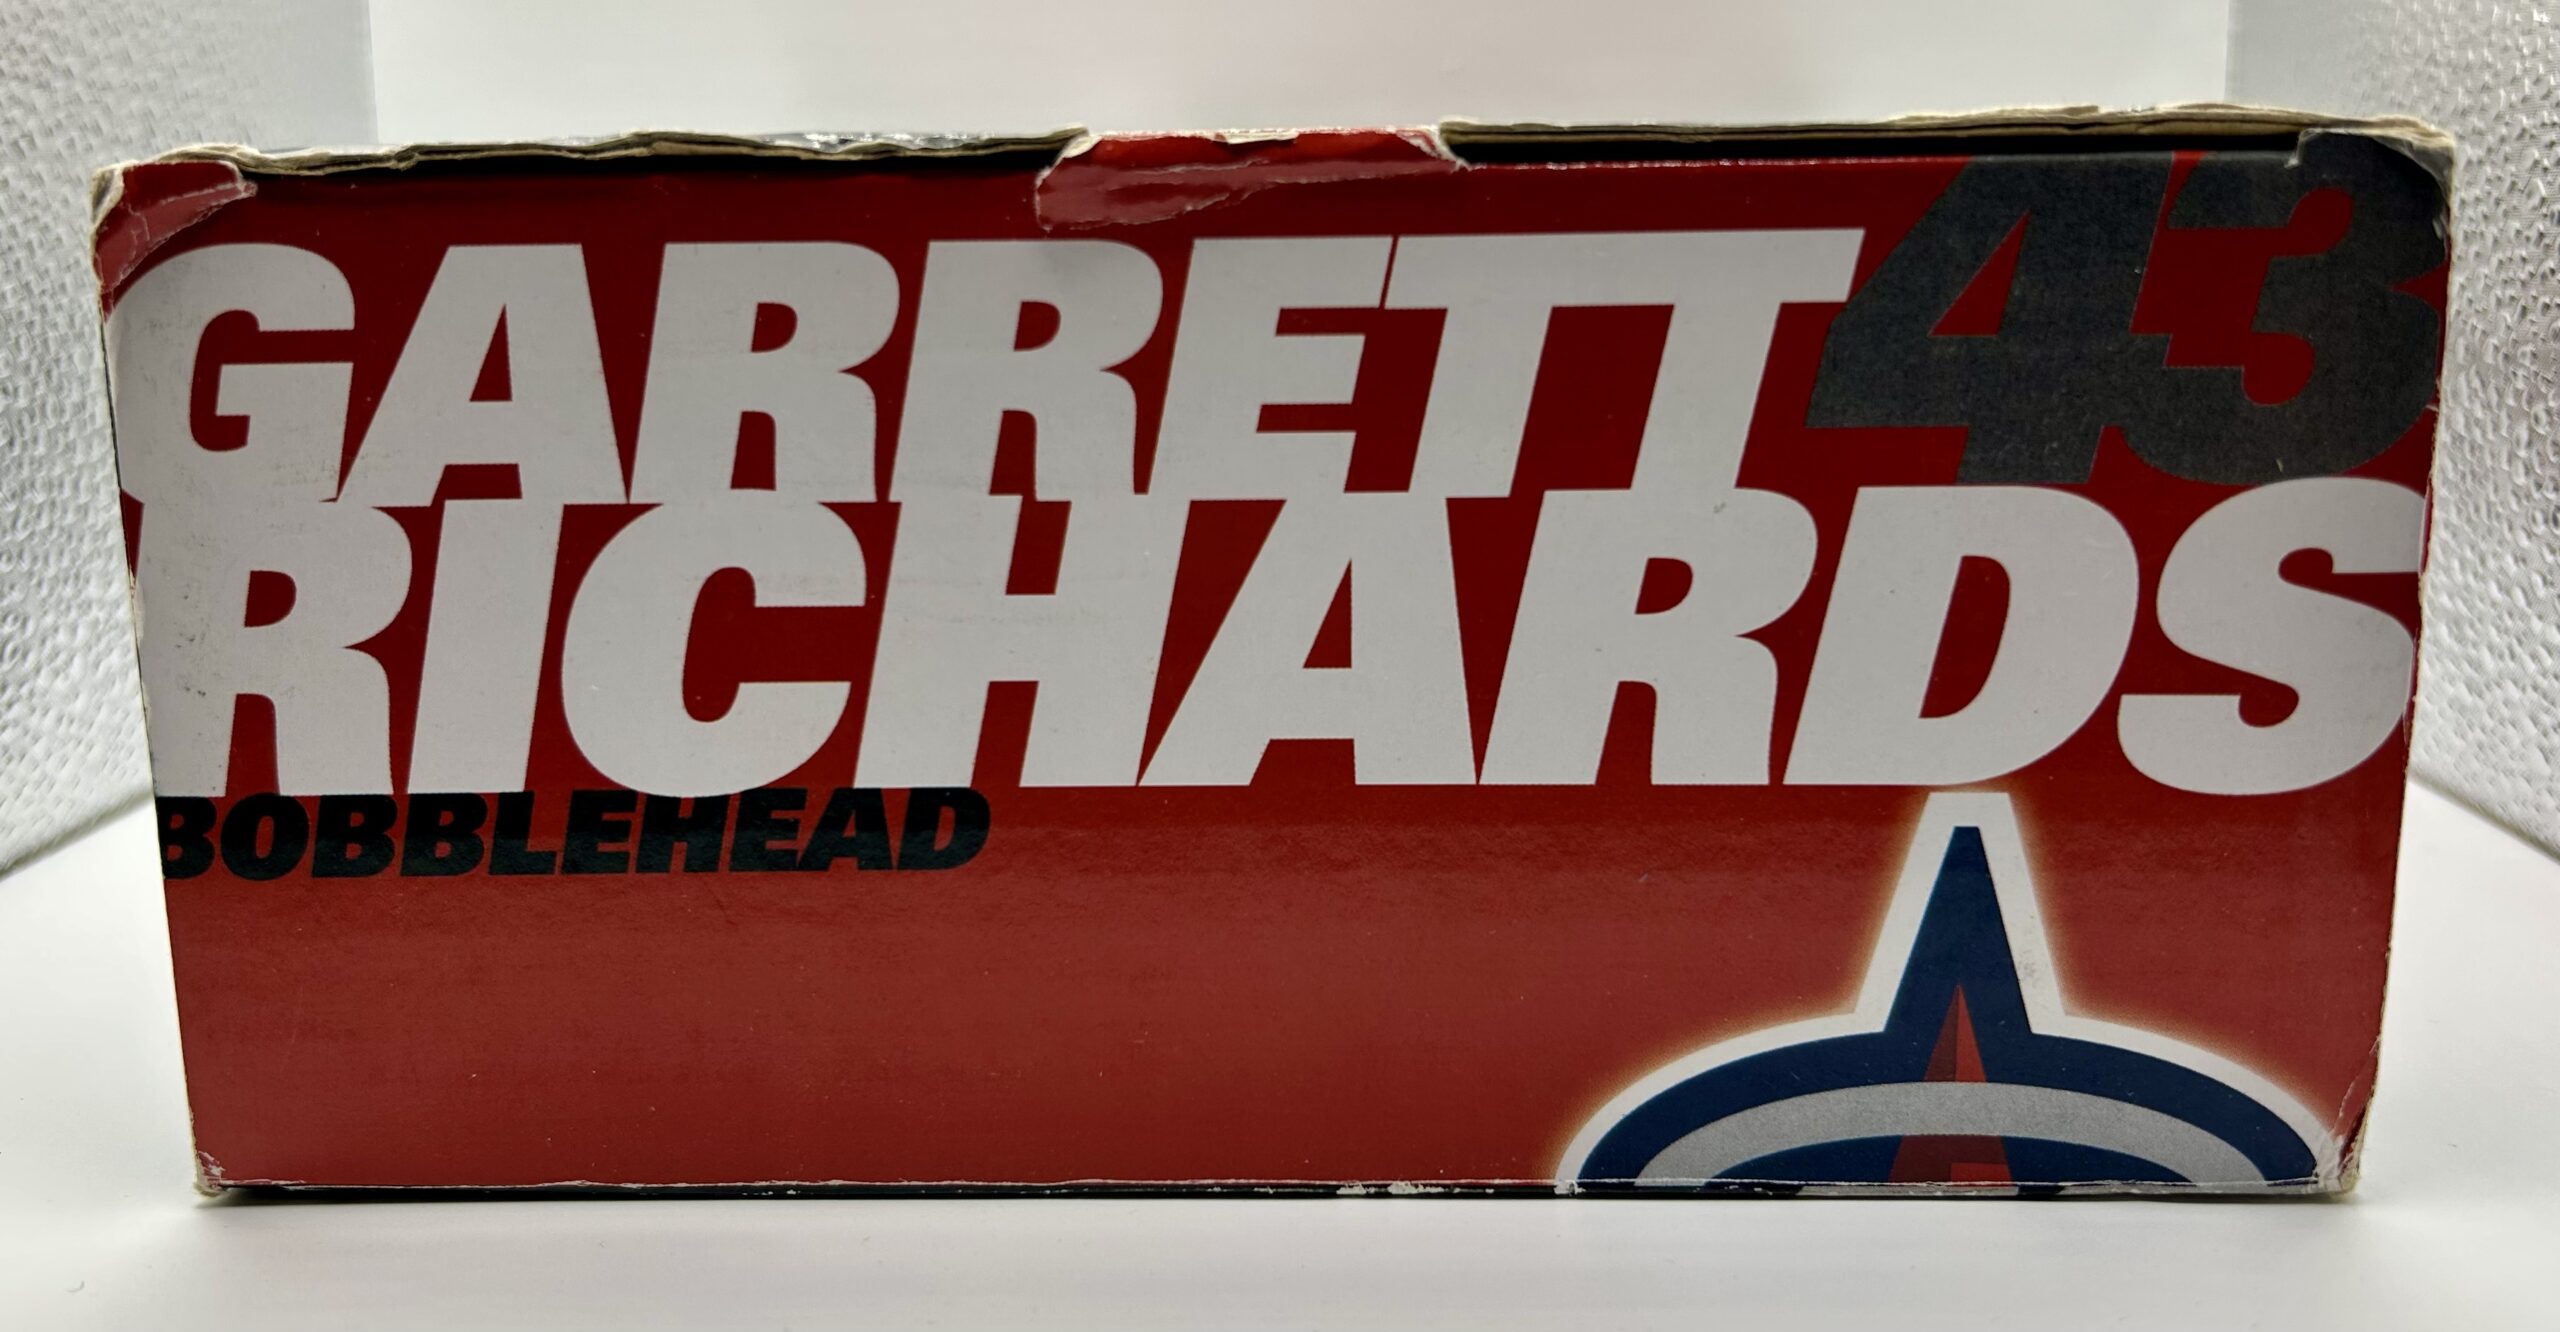 GARRETT 43
RICHARDS
BOBBLEHEAD